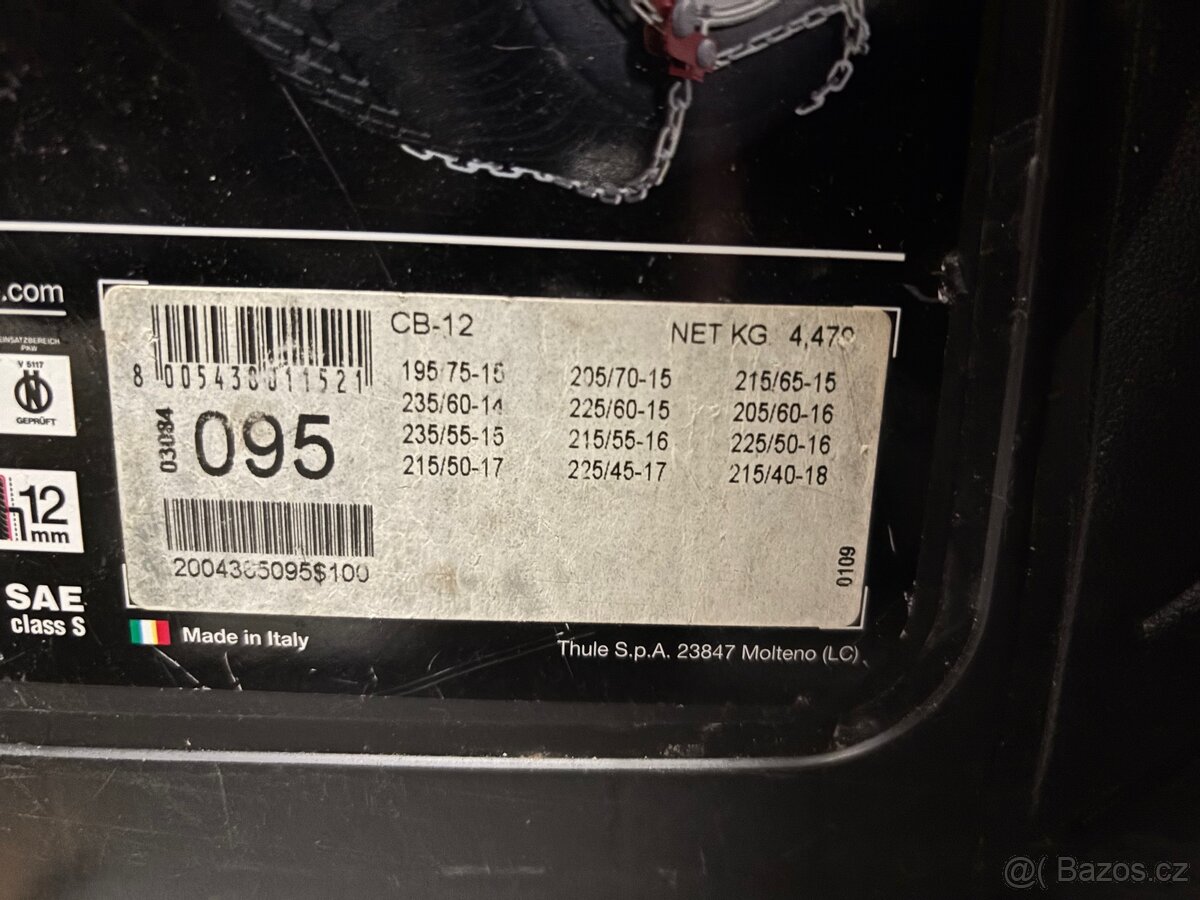 .com
EINSATZBEREICH
PKW
V 5117
GEPRÜFT
12
mm
SAE
class S
CB-12
NET KG 4,479
8 005438 011521
195/75-15 205/70-15 215/65-15
235/60-14 225/60-15 205/60-16
235/55-15 215/55-16 225/50-16
215/50-17 225/45-17 215/40-18
03084
095
2004305095$100
0109
Made in Italy
Thule S.p.A. 23847 Molteno (LC)
@( Bazos.cz